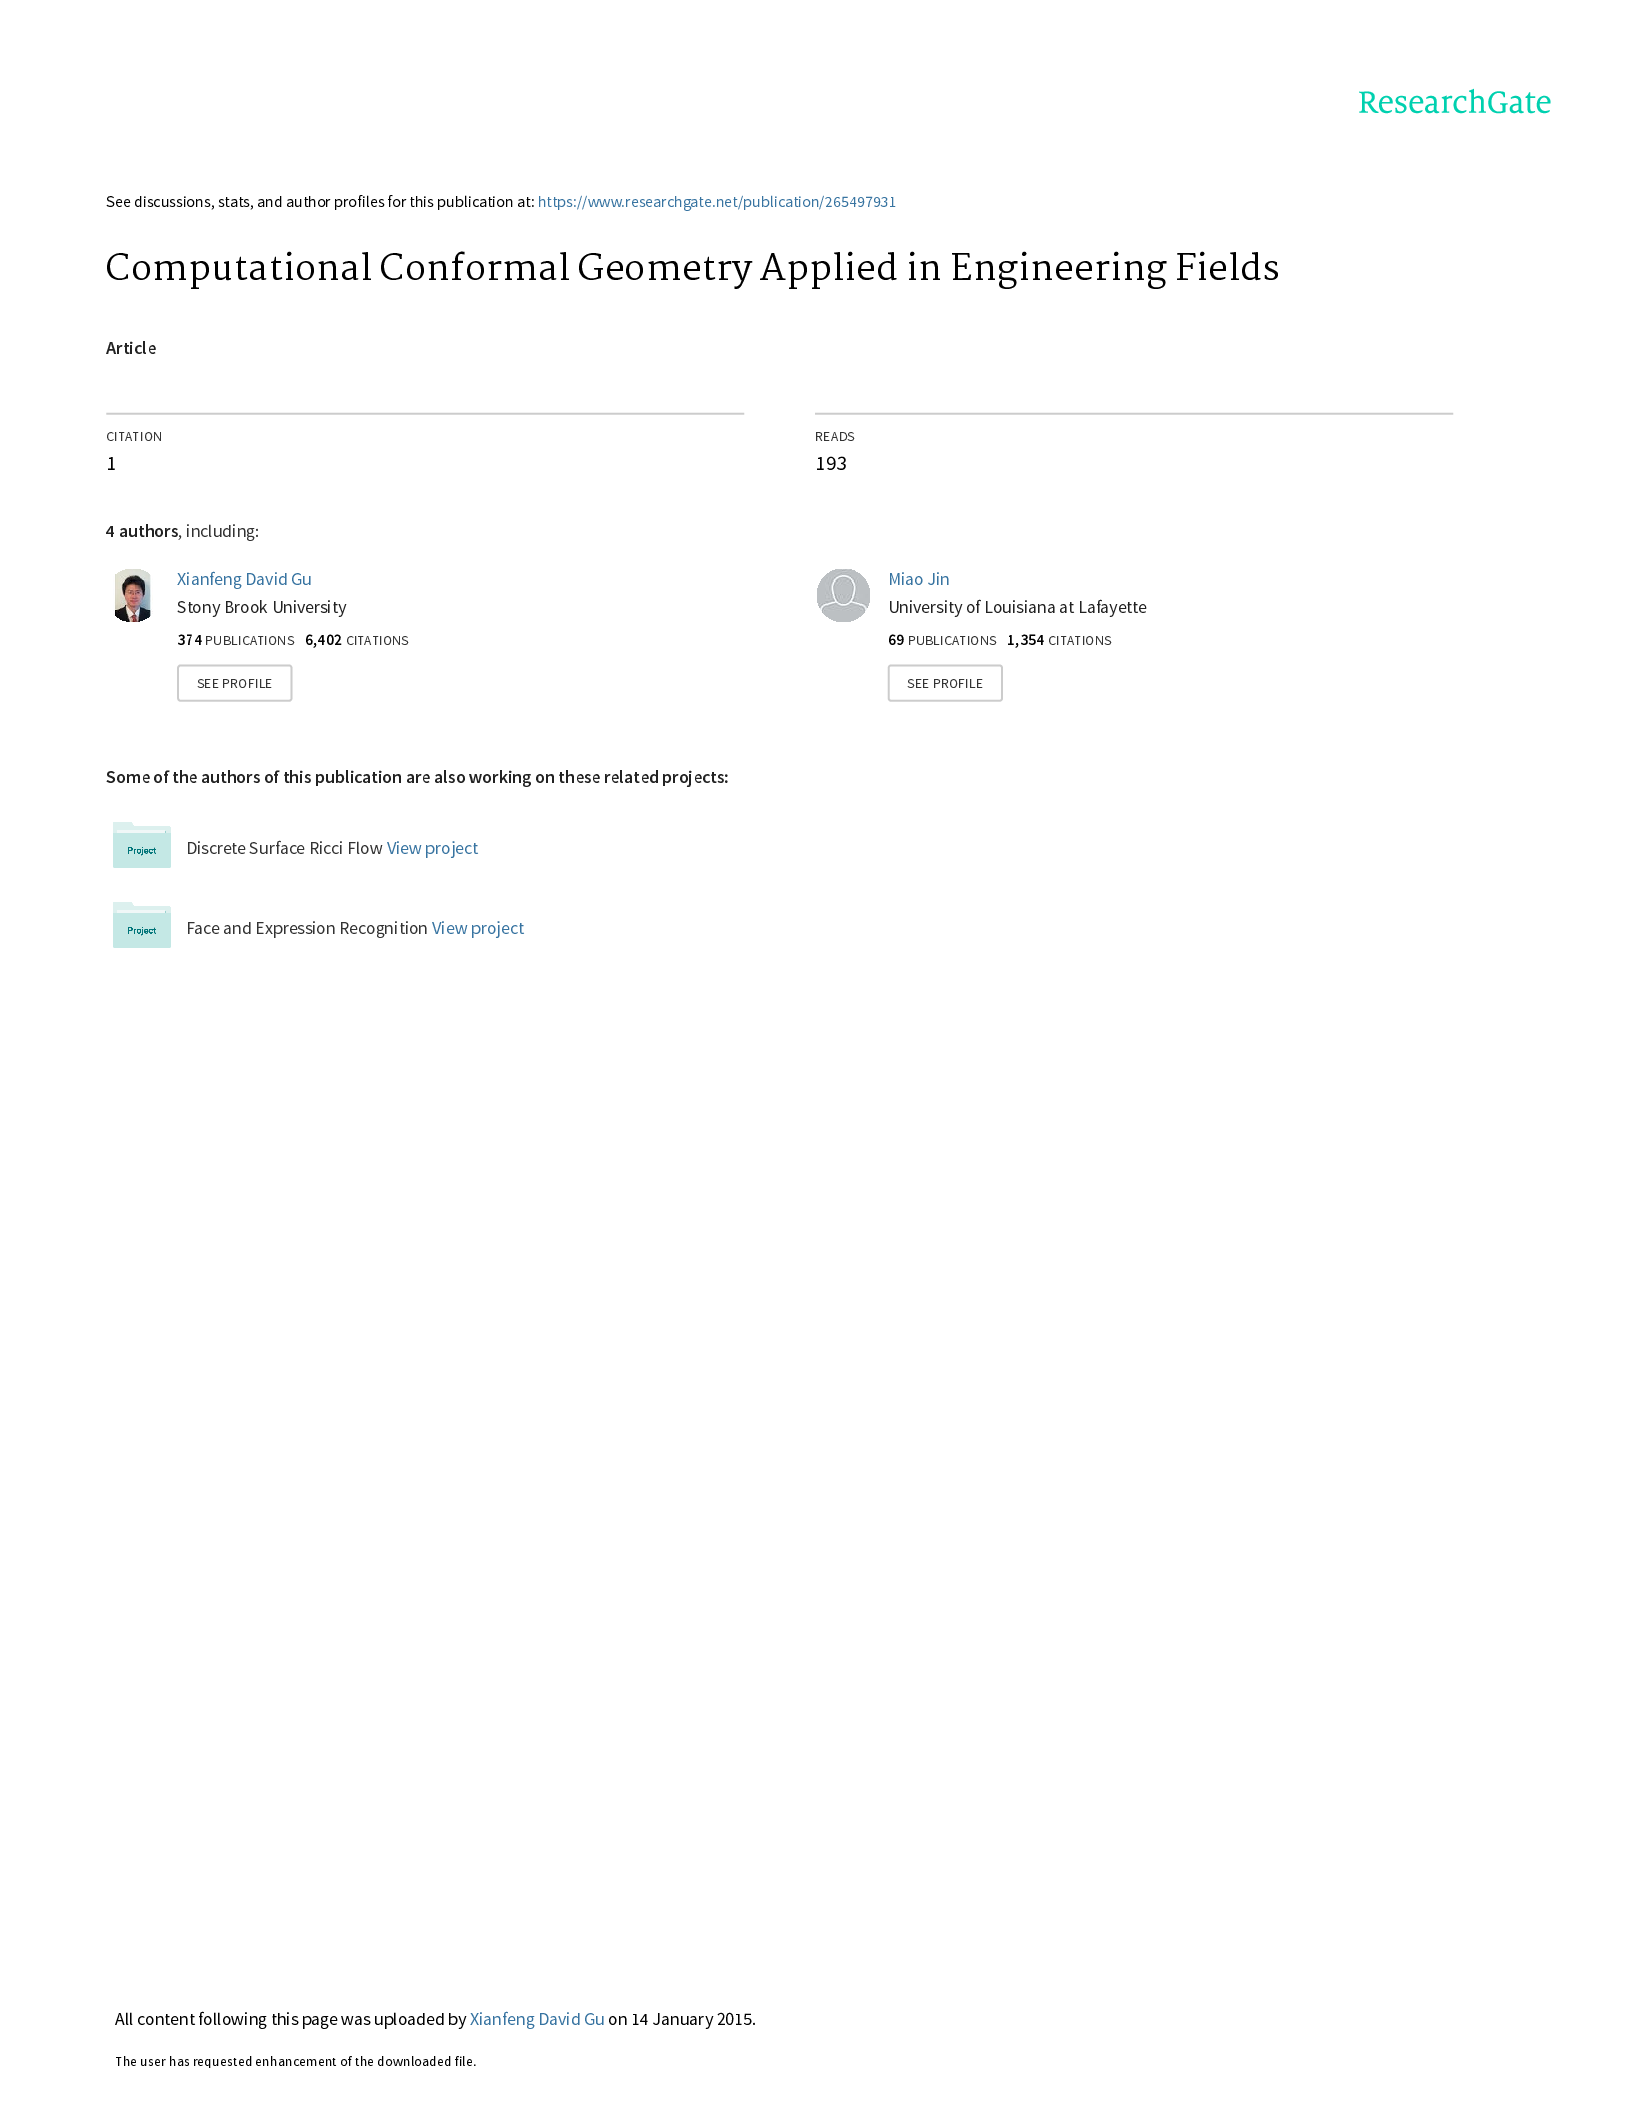 ResearchGate
See discussions, stats, and author profiles for this publication at: https://www.researchgate.net/publication/265497931
Computational Conformal Geometry Applied in Engineering Fields
Article
CITATION
1
READS
193
4 authors, including:
Xianfeng David Gu
Stony Brook University
374 PUBLICATIONS 6,402 CITATIONS
SEE PROFILE
Miao Jin
University of Louisiana at Lafayette
69 PUBLICATIONS 1,354 CITATIONS
SEE PROFILE
Some of the authors of this publication are also working on these related projects:
Project
Discrete Surface Ricci Flow View project
Project
Face and Expression Recognition View project
All content following this page was uploaded by Xianfeng David Gu on 14 January 2015.
The user has requested enhancement of the downloaded file.